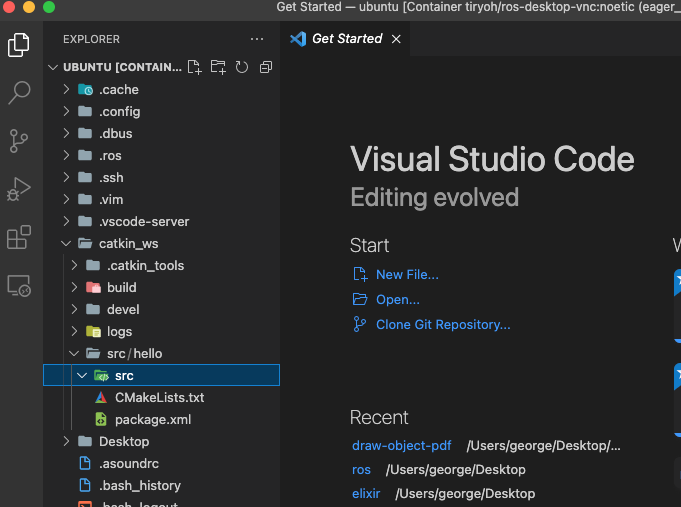 Get Started — ubuntu [Container tiryoh/ros-desktop-vnc:noetic (eager_
EXPLORER
Get Started
UBUNTU [CONTAIN...
.cache
.config
.dbus
.ros
.ssh
.vim
.vscode-server
catkin_ws
.catkin_tools
build
devel
logs
src/hello
src
CMakeLists.txt
package.xml
Desktop
.asoundrc
.bash_history
.bash_logout
Visual Studio Code
Editing evolved
Start
New File...
Open...
Clone Git Repository...
Recent
draw-object-pdf /Users/george/Desktop/...
ros /Users/george/Desktop
elixir /Users/george/Desktop